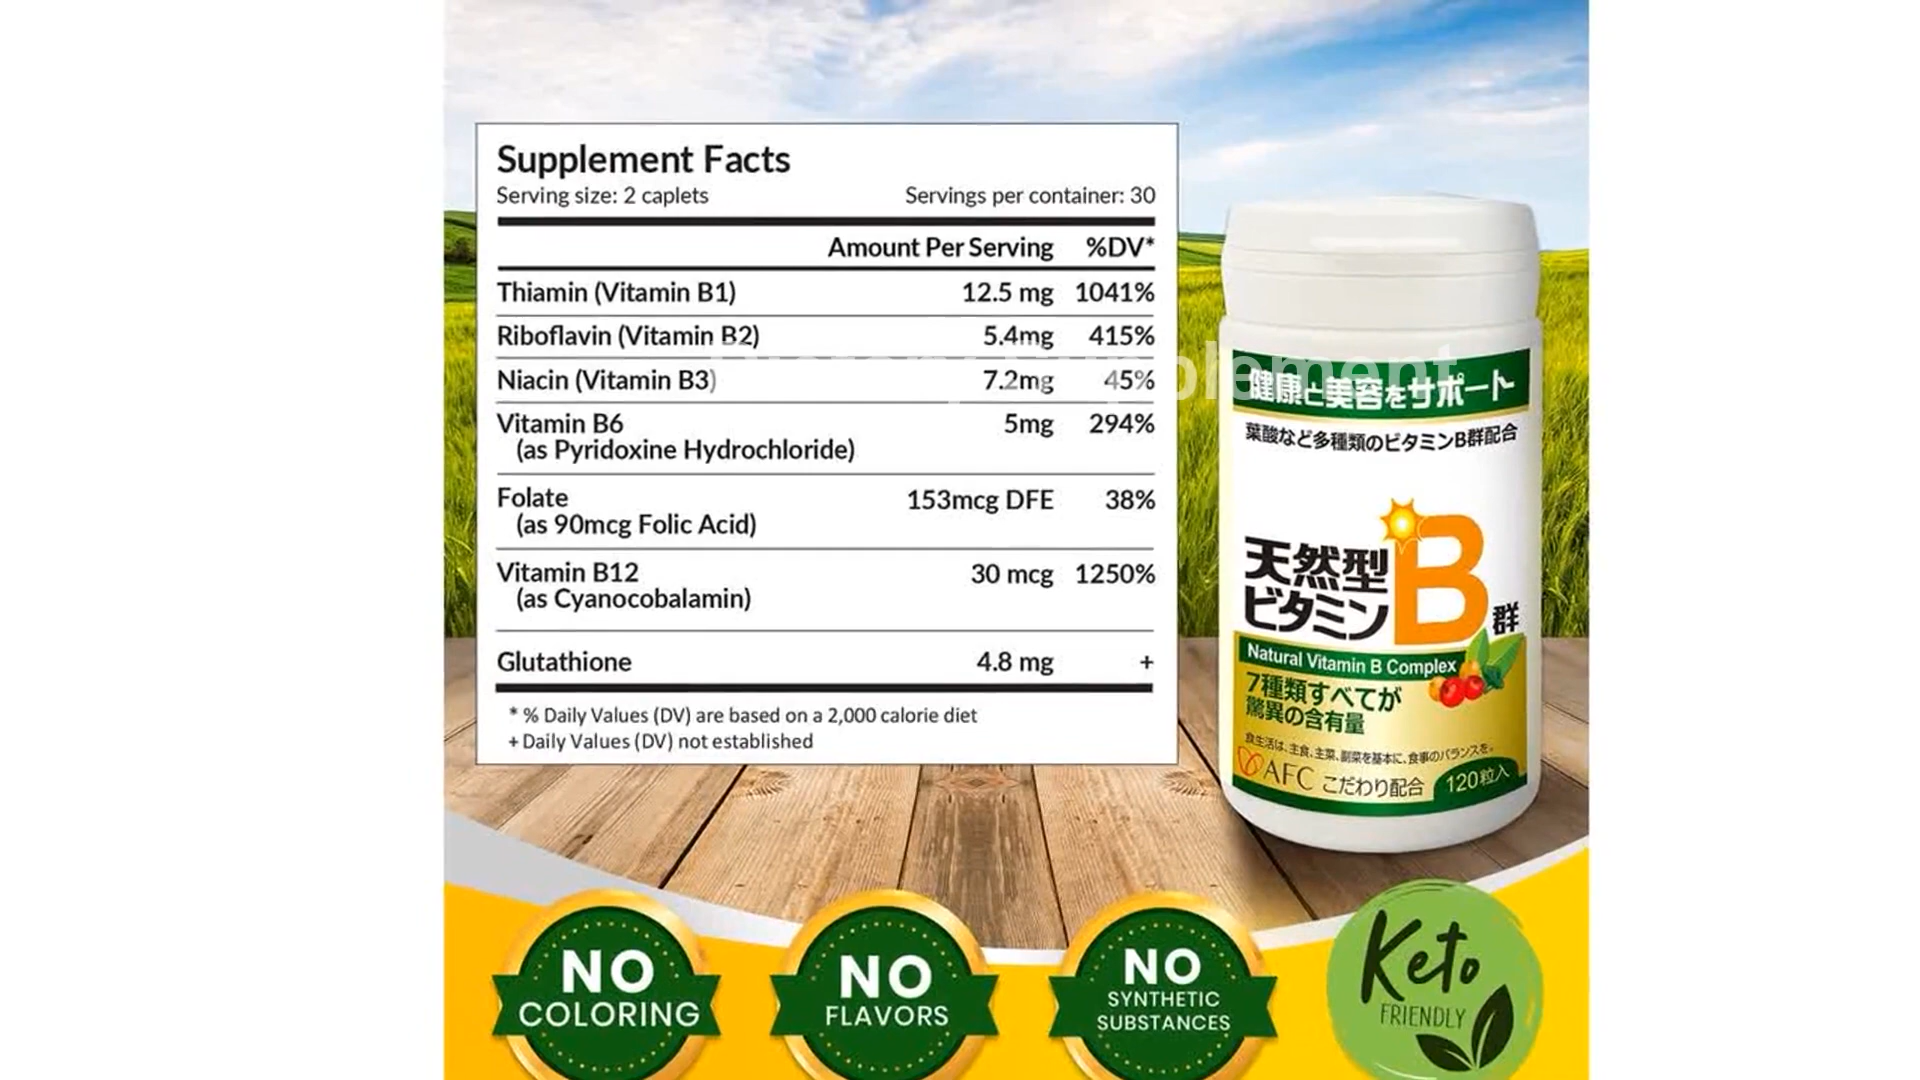 Supplement Facts
Serving size: 2 caplets Servings per container: 30
Amount Per Serving %DV*
Thiamin (Vitamin B1) 12.5 mg 1041%
Riboflavin (Vitamin B2) 5.4mg 415%
Niacin (Vitamin B3) 7.2mg 45%
Vitamin B6 5mg 294%
(as Pyridoxine Hydrochloride)
Folate 153mcg DFE 38%
(as 90mcg Folic Acid)
Vitamin B12 30 mcg 1250%
(as Cyanocobalamin)
Glutathione 4.8 mg +
* % Daily Values (DV) are based on a 2,000 calorie diet
+ Daily Values (DV) not established
Dietary Supplement
健康と美容をサポート
葉酸など多種類のビタミンB群配合
天然型
ビタミンB群
Natural Vitamin B Complex
7種類すべてが
驚異の含有量
食生活は、主食、主菜、副菜を基本に、食事のバランスを。
AFC こだわり配合 120粒入
NO
COLORING
NO
FLAVORS
NO
SYNTHETIC
SUBSTANCES
Keto
FRIENDLY